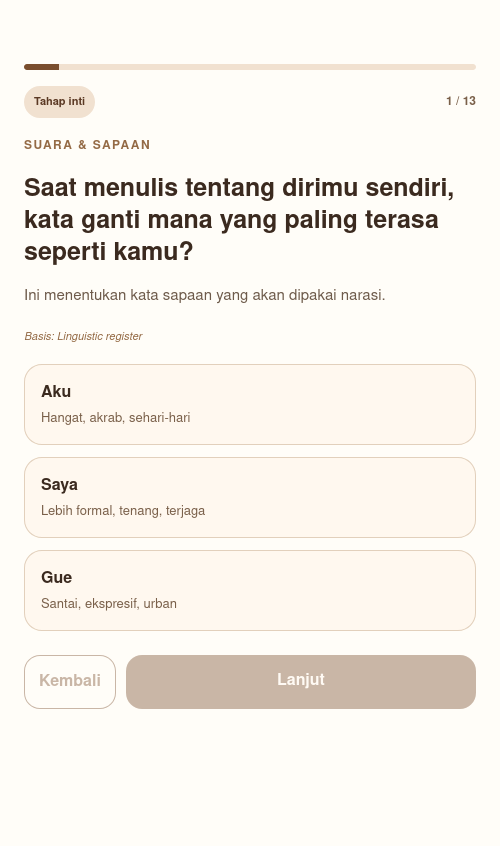 Tahap inti
1 / 13
SUARA & SAPAAN
Saat menulis tentang dirimu sendiri,
kata ganti mana yang paling terasa
seperti kamu?
Ini menentukan kata sapaan yang akan dipakai narasi.
Basis: Linguistic register
Aku
Hangat, akrab, sehari-hari
Saya
Lebih formal, tenang, terjaga
Gue
Santai, ekspresif, urban
Kembali
Lanjut